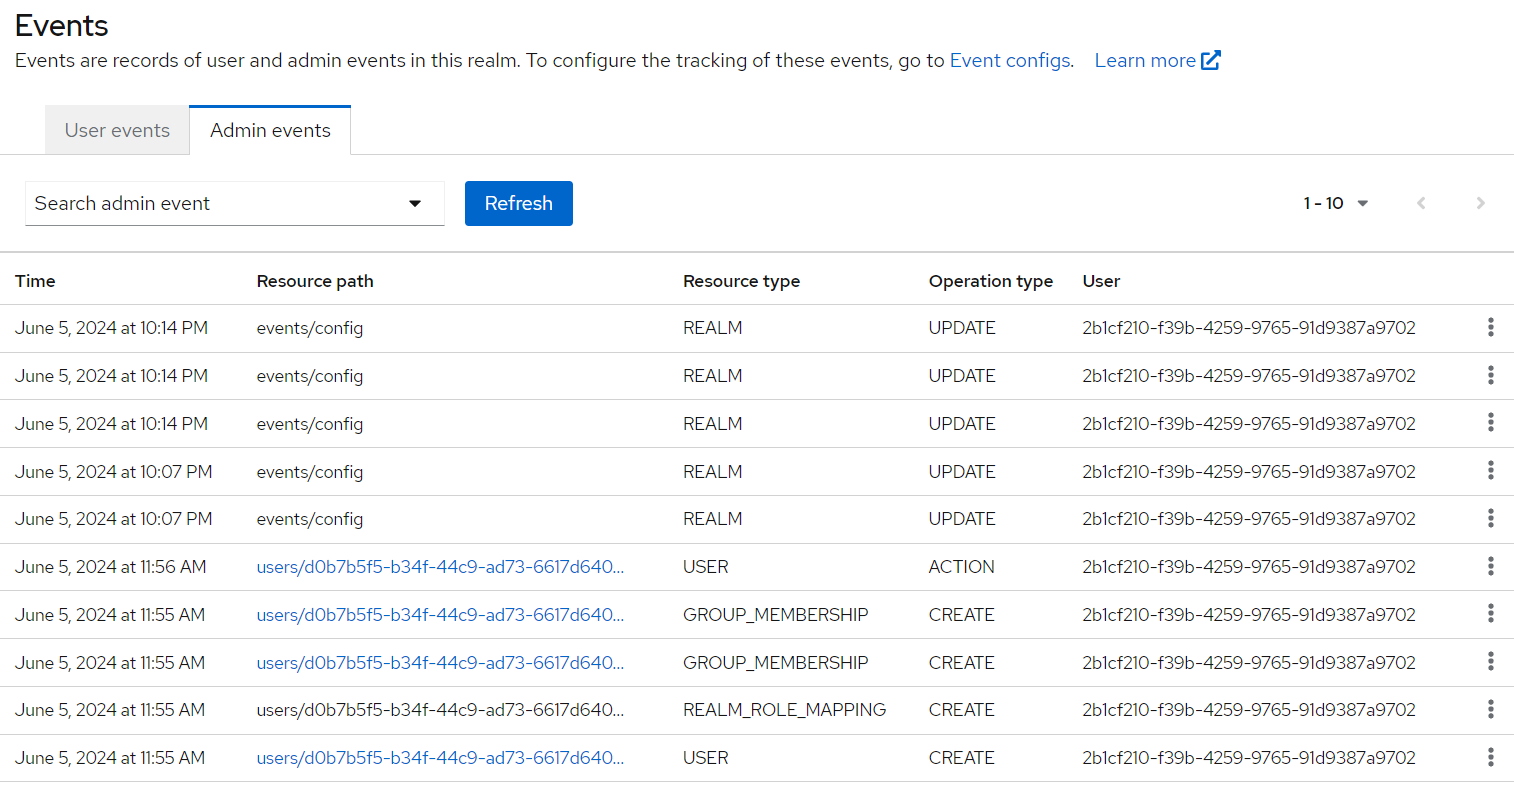 Events
Events are records of user and admin events in this realm. To configure the tracking of these events, go to Event configs. Learn more
User events Admin events
Search admin event Refresh 1 - 10
Time Resource path Resource type Operation type User
June 5, 2024 at 10:14 PM events/config REALM UPDATE 2b1cf210-f39b-4259-9765-91d9387a9702
June 5, 2024 at 10:14 PM events/config REALM UPDATE 2b1cf210-f39b-4259-9765-91d9387a9702
June 5, 2024 at 10:14 PM events/config REALM UPDATE 2b1cf210-f39b-4259-9765-91d9387a9702
June 5, 2024 at 10:07 PM events/config REALM UPDATE 2b1cf210-f39b-4259-9765-91d9387a9702
June 5, 2024 at 10:07 PM events/config REALM UPDATE 2b1cf210-f39b-4259-9765-91d9387a9702
June 5, 2024 at 11:56 AM users/d0b7b5f5-b34f-44c9-ad73-6617d640... USER ACTION 2b1cf210-f39b-4259-9765-91d9387a9702
June 5, 2024 at 11:55 AM users/d0b7b5f5-b34f-44c9-ad73-6617d640... GROUP_MEMBERSHIP CREATE 2b1cf210-f39b-4259-9765-91d9387a9702
June 5, 2024 at 11:55 AM users/d0b7b5f5-b34f-44c9-ad73-6617d640... GROUP_MEMBERSHIP CREATE 2b1cf210-f39b-4259-9765-91d9387a9702
June 5, 2024 at 11:55 AM users/d0b7b5f5-b34f-44c9-ad73-6617d640... REALM_ROLE_MAPPING CREATE 2b1cf210-f39b-4259-9765-91d9387a9702
June 5, 2024 at 11:55 AM users/d0b7b5f5-b34f-44c9-ad73-6617d640... USER CREATE 2b1cf210-f39b-4259-9765-91d9387a9702